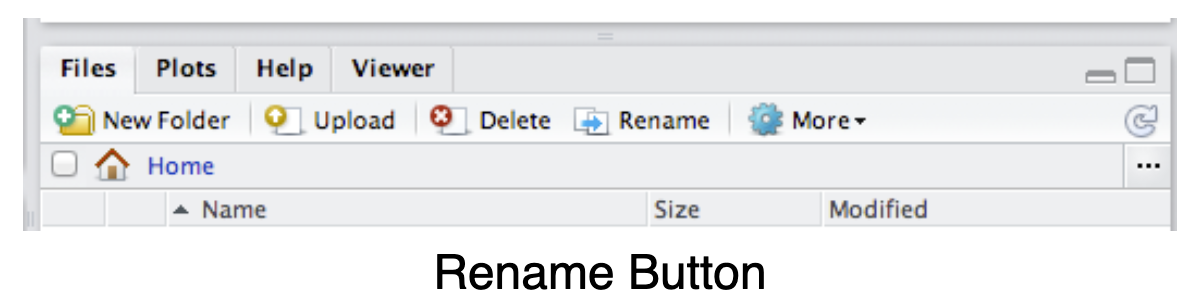 Files Plots Help Viewer
New Folder Upload Delete Rename More
Home ...
Name Size Modified
Rename Button